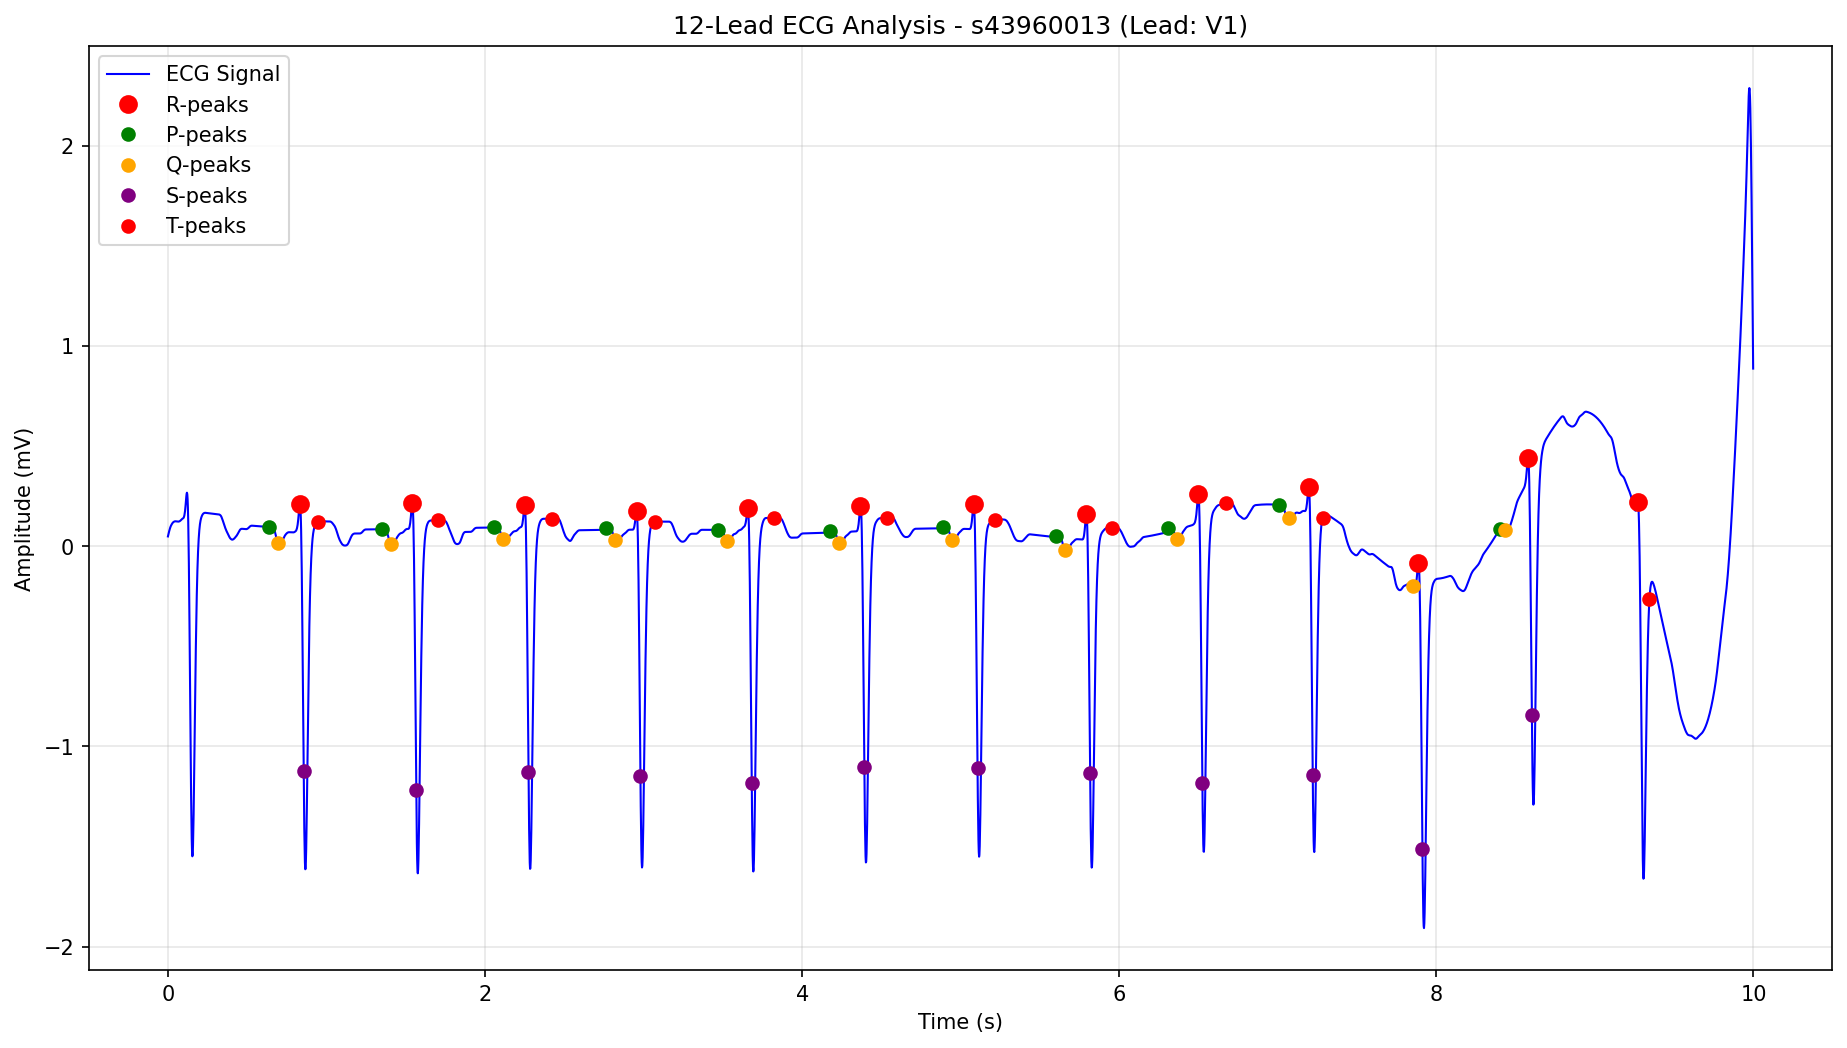 12-Lead ECG Analysis - s43960013 (Lead: V1)
ECG Signal
R-peaks
P-peaks
Q-peaks
S-peaks
T-peaks
Amplitude (mV)
2
1
0
−1
−2
0
2
4
6
8
10
Time (s)